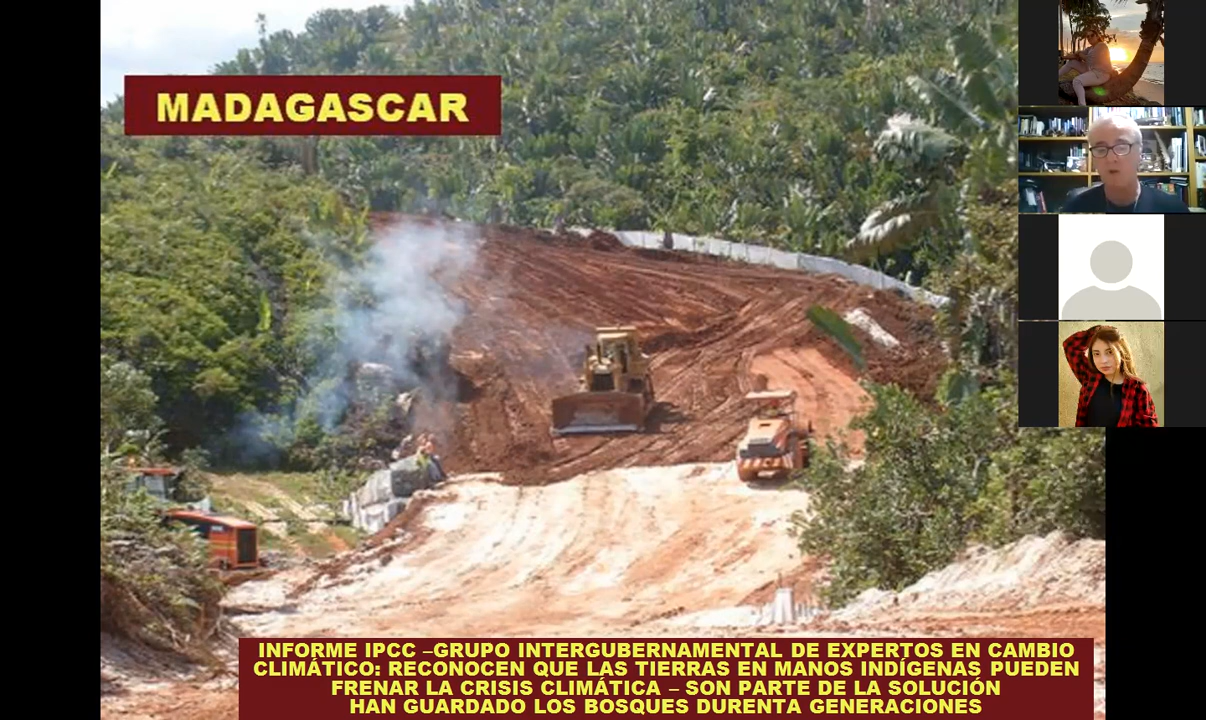 MADAGASCAR
INFORME IPCC –GRUPO INTERGUBERNAMENTAL DE EXPERTOS EN CAMBIO
CLIMÁTICO: RECONOCEN QUE LAS TIERRAS EN MANOS INDÍGENAS PUEDEN
FRENAR LA CRISIS CLIMÁTICA – SON PARTE DE LA SOLUCIÓN
HAN GUARDADO LOS BOSQUES DURENTA GENERACIONES